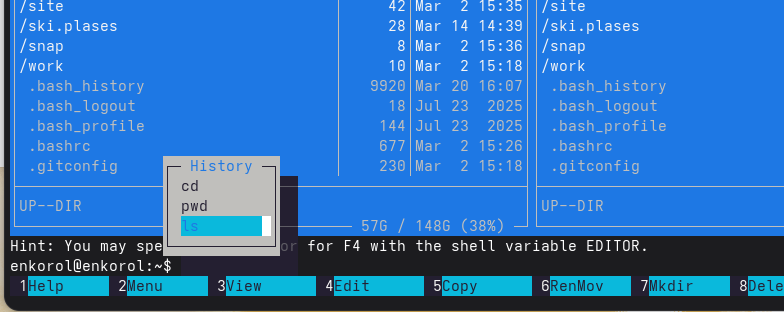 /site 42 Mar 2 15:35 /site
/ski.plases 28 Mar 14 14:39 /ski.plases
/snap 8 Mar 2 15:36 /snap
/work 10 Mar 2 15:18 /work
.bash_history 9920 Mar 20 16:07 .bash_history
.bash_logout 18 Jul 23 2025 .bash_logout
.bash_profile 144 Jul 23 2025 .bash_profile
.bashrc 677 Mar 2 15:26 .bashrc
.gitconfig 230 Mar 2 15:18 .gitconfig
History
cd
pwd
ls
UP--DIR UP--DIR
57G / 148G (38%)
Hint: You may spe or for F4 with the shell variable EDITOR.
enkorol@enkorol:~$
1Help 2Menu 3View 4Edit 5Copy 6RenMov 7Mkdir 8Dele